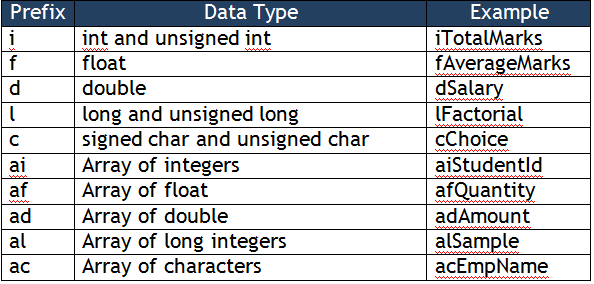 Prefix Data Type Example
i int and unsigned int iTotalMarks
f float fAverageMarks
d double dSalary
l long and unsigned long lFactorial
c signed char and unsigned char cChoice
ai Array of integers aiStudentId
af Array of float afQuantity
ad Array of double adAmount
al Array of long integers alSample
ac Array of characters acEmpName